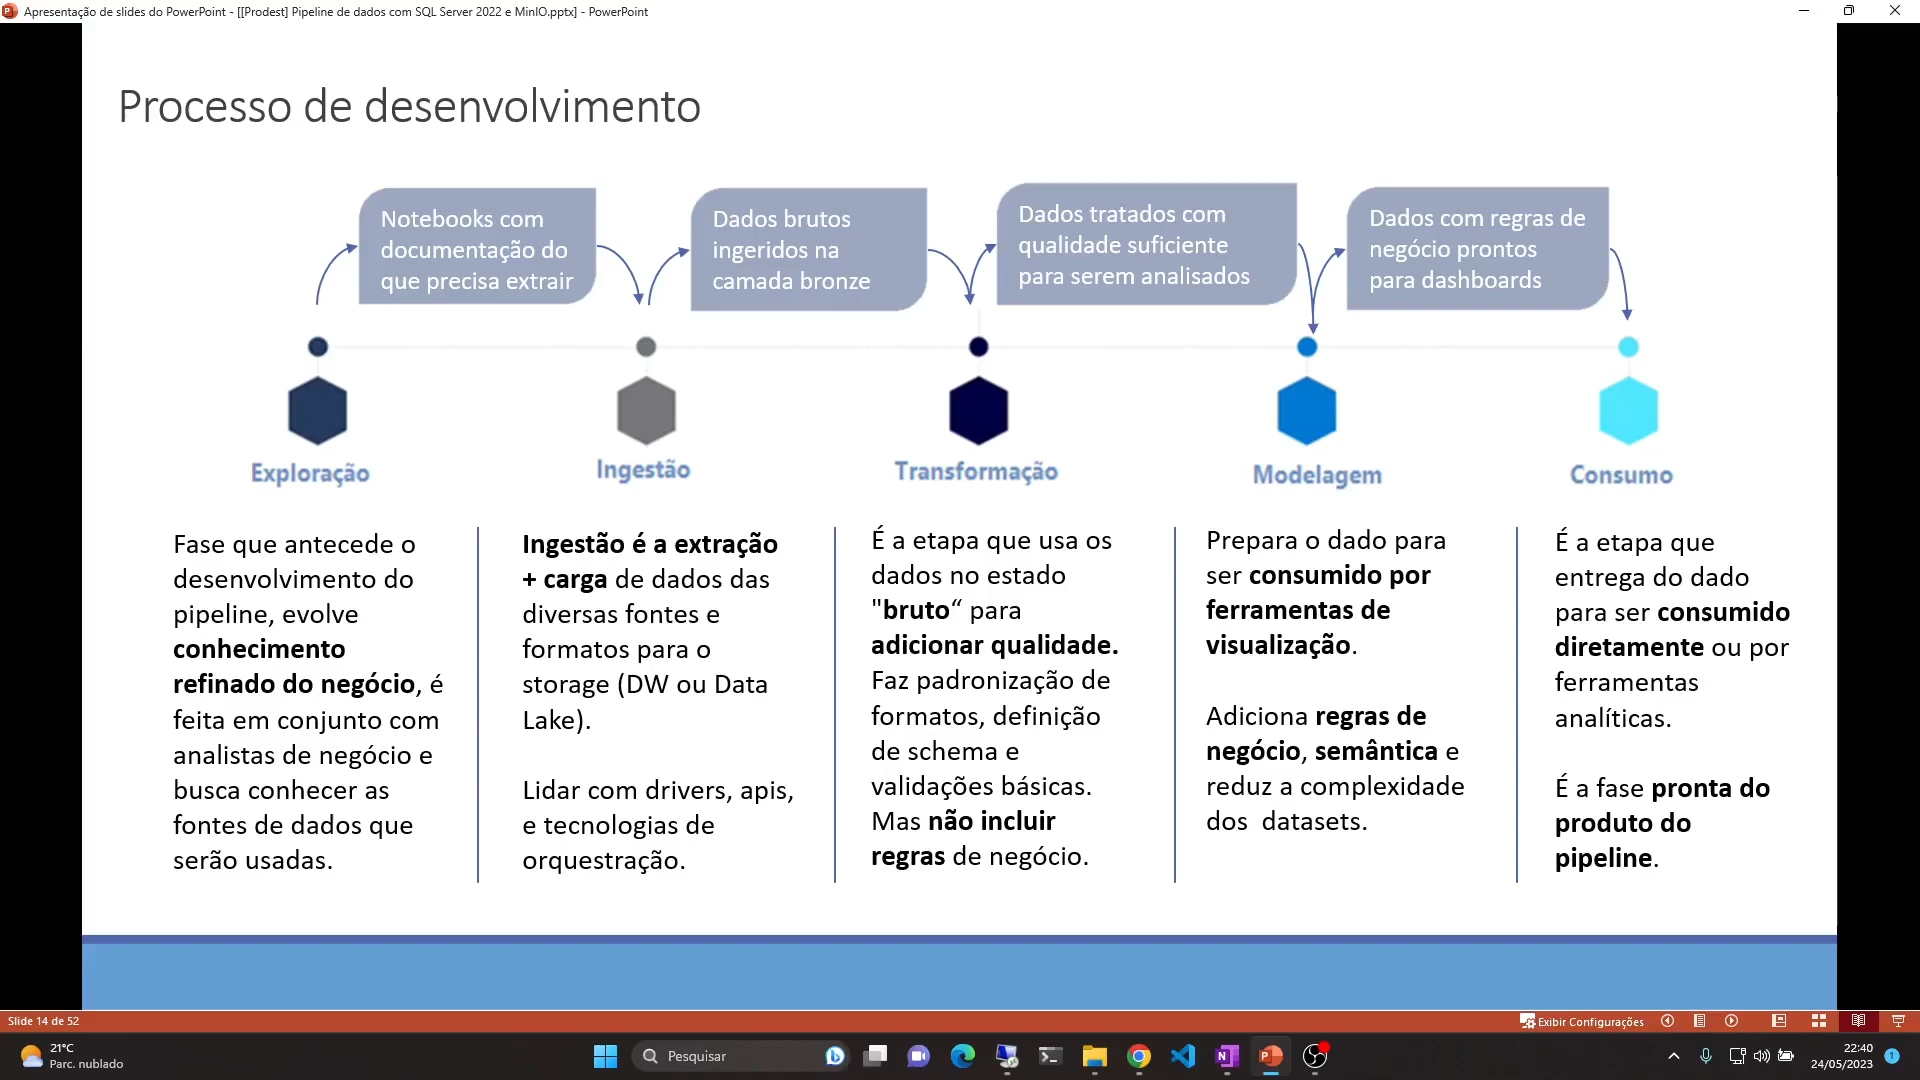 Apresentação de slides do PowerPoint - [[Prodest] Pipeline de dados com SQL Server 2022 e MinIO.pptx] - PowerPoint
Processo de desenvolvimento
Notebooks com
documentação do
que precisa extrair
Dados brutos
ingeridos na
camada bronze
Dados tratados com
qualidade suficiente
para serem analisados
Dados com regras de
negócio prontos
para dashboards
Exploração
Ingestão
Transformação
Modelagem
Consumo
Fase que antecede o
desenvolvimento do
pipeline, evolve
conhecimento
refinado do negócio, é
feita em conjunto com
analistas de negócio e
busca conhecer as
fontes de dados que
serão usadas.
Ingestão é a extração
+ carga de dados das
diversas fontes e
formatos para o
storage (DW ou Data
Lake).
Lidar com drivers, apis,
e tecnologias de
orquestração.
É a etapa que usa os
dados no estado
"bruto“ para
adicionar qualidade.
Faz padronização de
formatos, definição
de schema e
validações básicas.
Mas não incluir
regras de negócio.
Prepara o dado para
ser consumido por
ferramentas de
visualização.
Adiciona regras de
negócio, semântica e
reduz a complexidade
dos  datasets.
É a etapa que
entrega do dado
para ser consumido
diretamente ou por
ferramentas
analíticas.
É a fase pronta do
produto do
pipeline.
Slide 14 de 52
Exibir Configurações
21°C
Parc. nublado
Pesquisar
22:40
24/05/2023
1